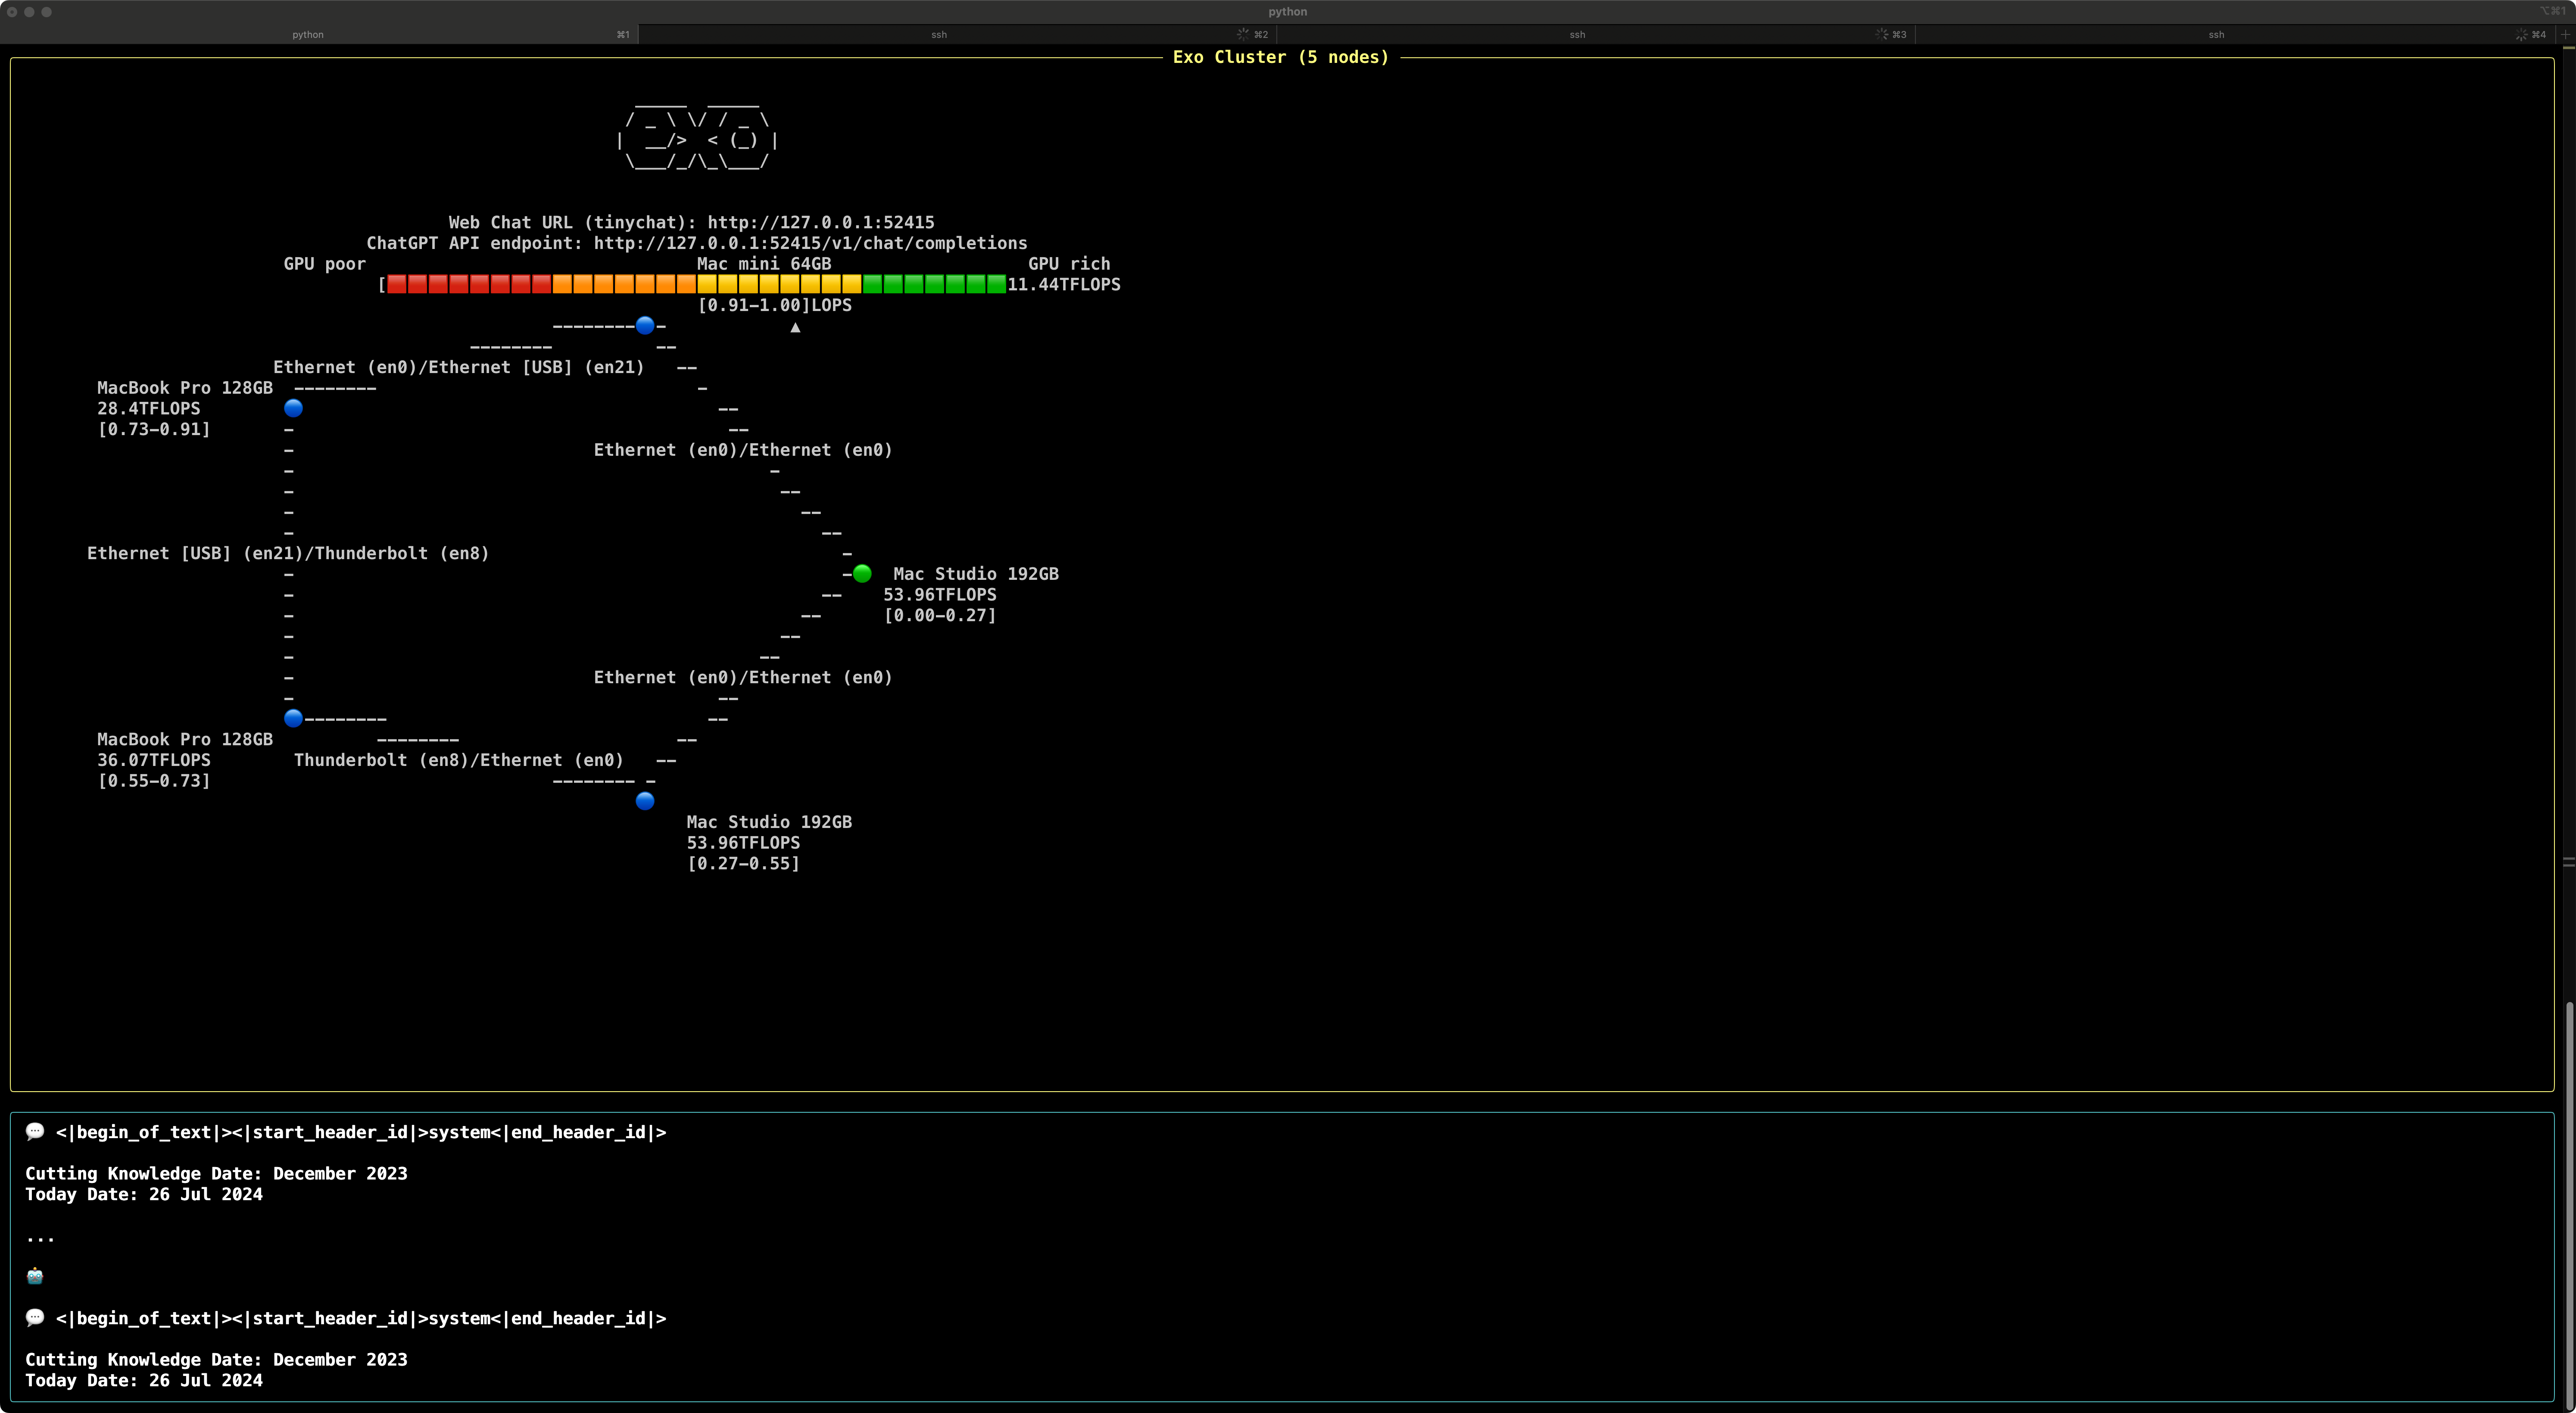 python
⌥⌘1
python ⌘1
ssh ⌘2
ssh ⌘3
ssh ⌘4
Exo Cluster (5 nodes)
  _____  _____
 / _ \ \/ / _ \
|  __/>  < (_) |
 \___/_/\_\___/
Web Chat URL (tinychat): http://127.0.0.1:52415
ChatGPT API endpoint: http://127.0.0.1:52415/v1/chat/completions
GPU poor Mac mini 64GB GPU rich
[🟥🟥🟥🟥🟥🟥🟥🟥🟧🟧🟧🟧🟧🟧🟧🟨🟨🟨🟨🟨🟨🟨🟨🟩🟩🟩🟩🟩🟩🟩11.44TFLOPS
[0.91-1.00]LOPS
▲
Ethernet (en0)/Ethernet [USB] (en21)
MacBook Pro 128GB
28.4TFLOPS
[0.73-0.91]
Ethernet (en0)/Ethernet (en0)
Ethernet [USB] (en21)/Thunderbolt (en8)
Mac Studio 192GB
53.96TFLOPS
[0.00-0.27]
Ethernet (en0)/Ethernet (en0)
MacBook Pro 128GB
36.07TFLOPS
[0.55-0.73]
Thunderbolt (en8)/Ethernet (en0)
Mac Studio 192GB
53.96TFLOPS
[0.27-0.55]
💬 <|begin_of_text|><|start_header_id|>system<|end_header_id|>
Cutting Knowledge Date: December 2023
Today Date: 26 Jul 2024
...
🤖
💬 <|begin_of_text|><|start_header_id|>system<|end_header_id|>
Cutting Knowledge Date: December 2023
Today Date: 26 Jul 2024